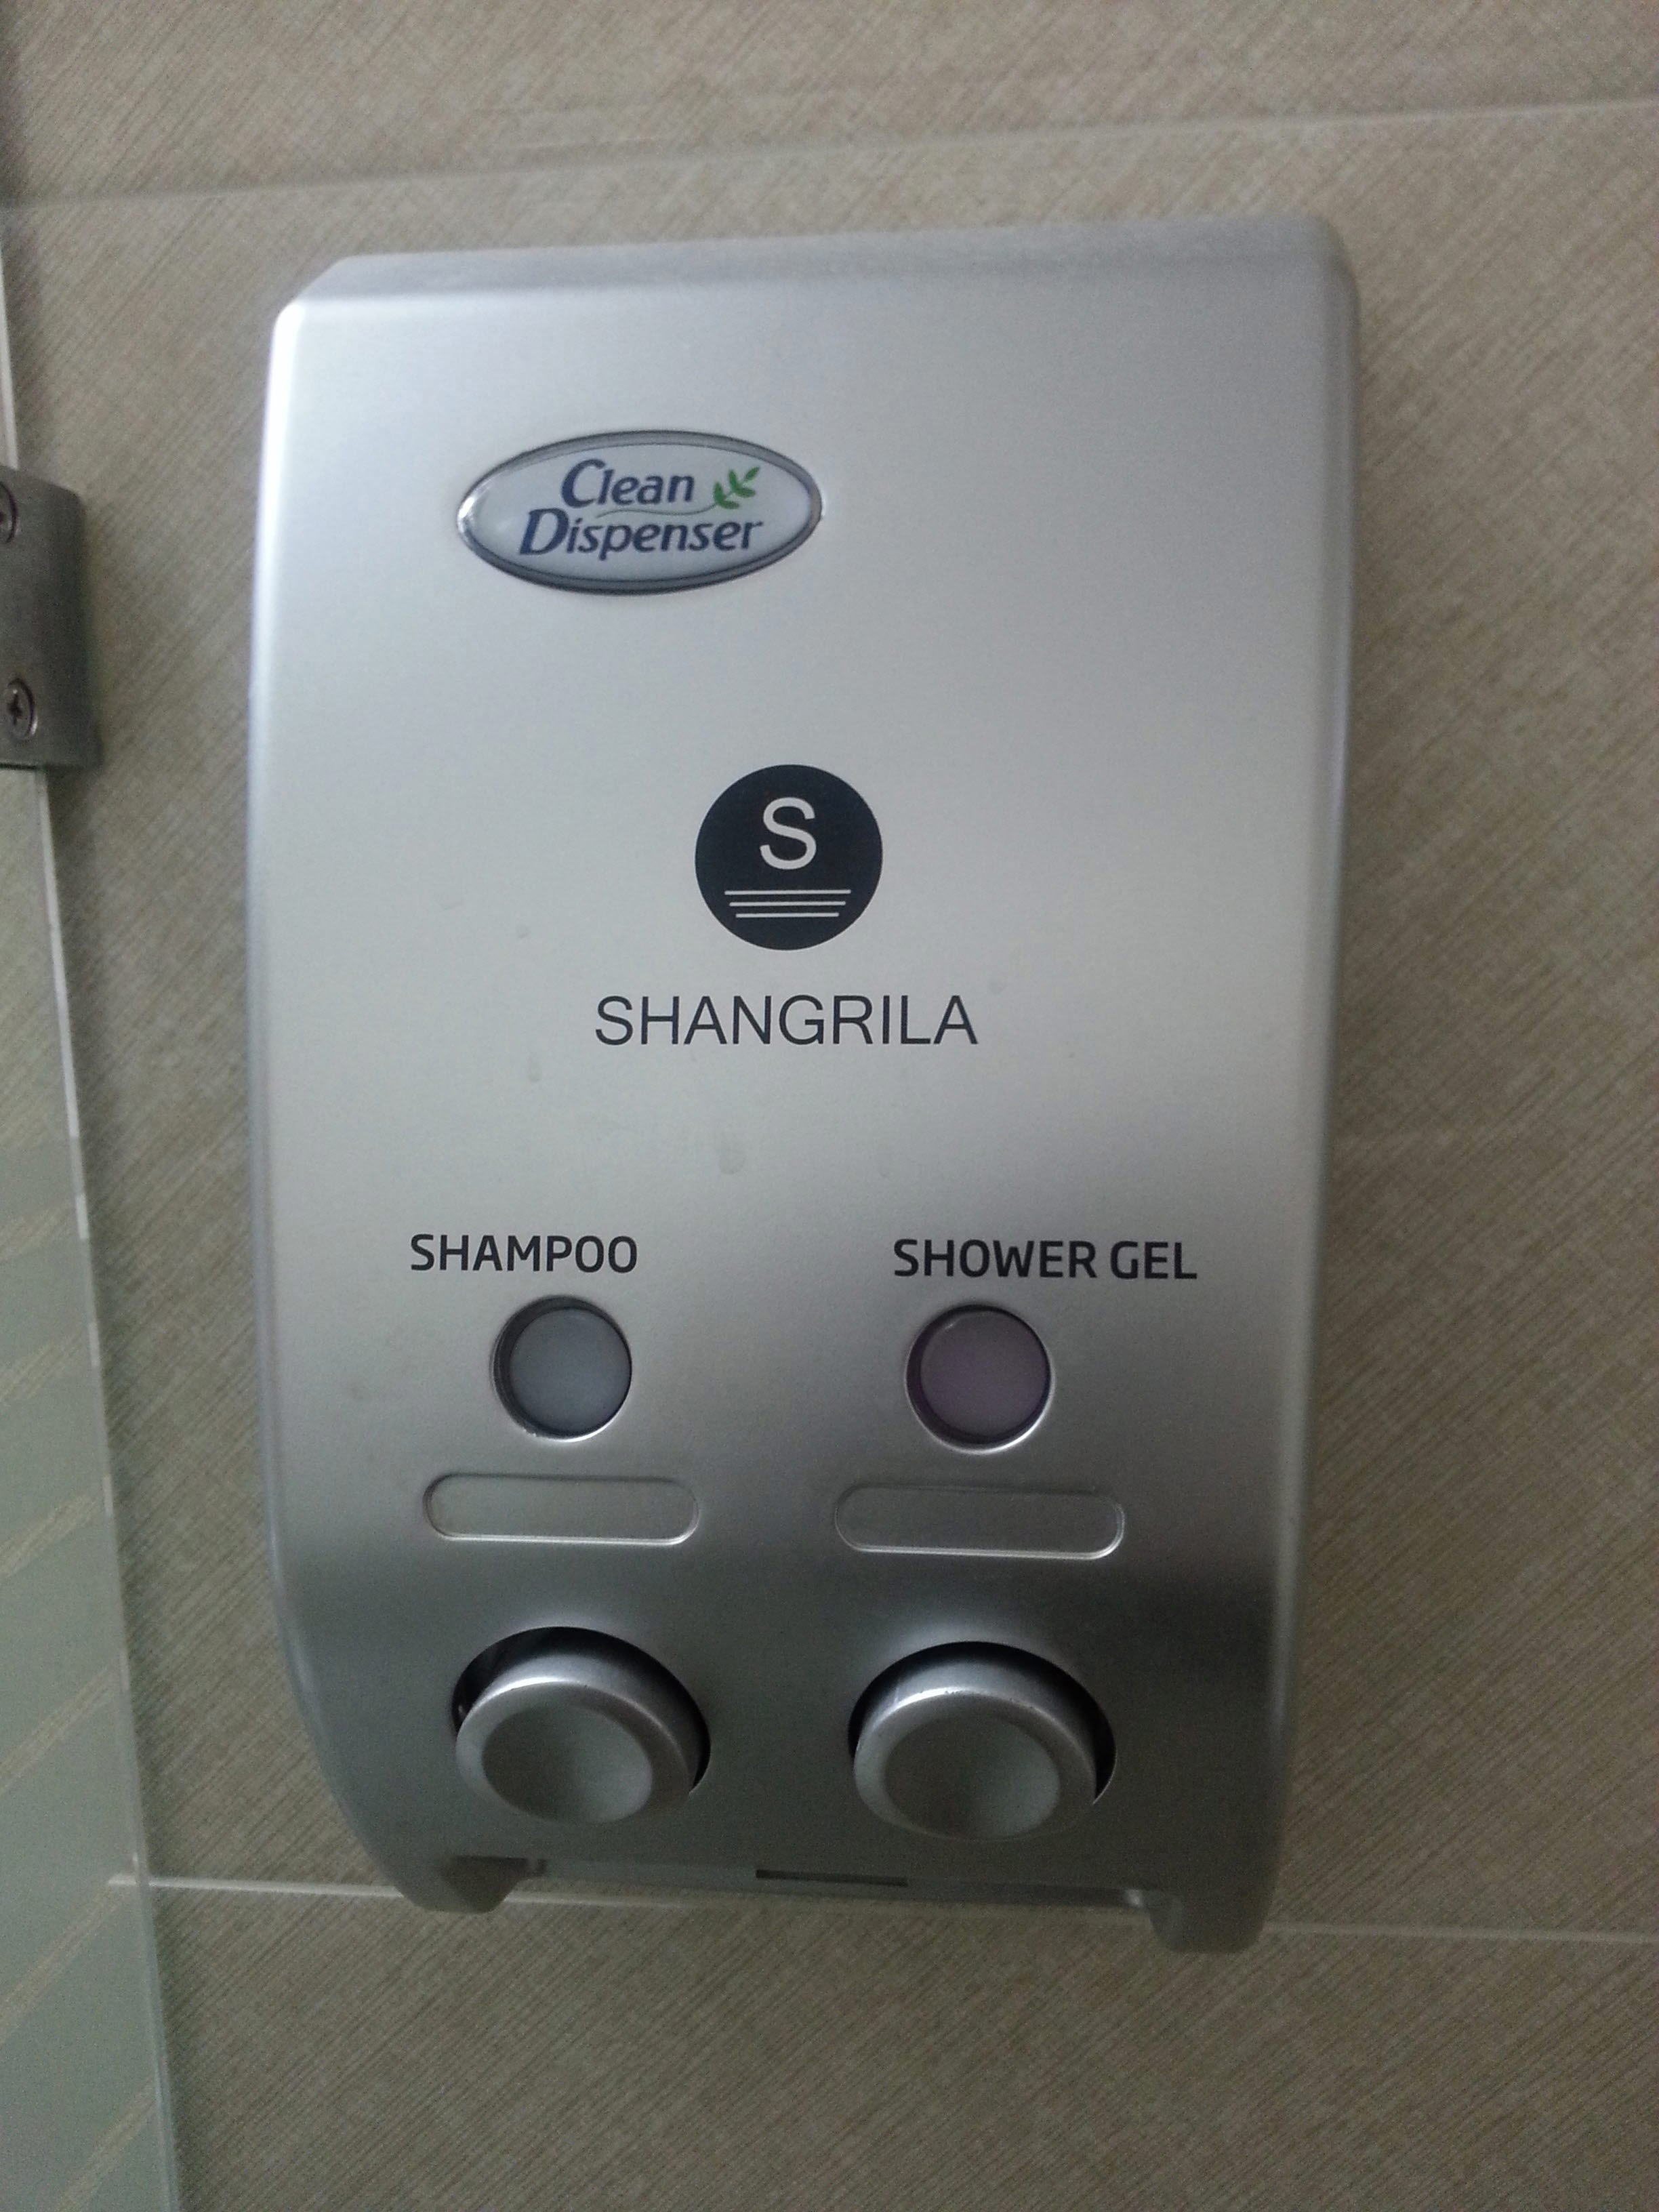 Clean
Dispenser
S
SHANGRILA
SHAMPOO
SHOWER GEL